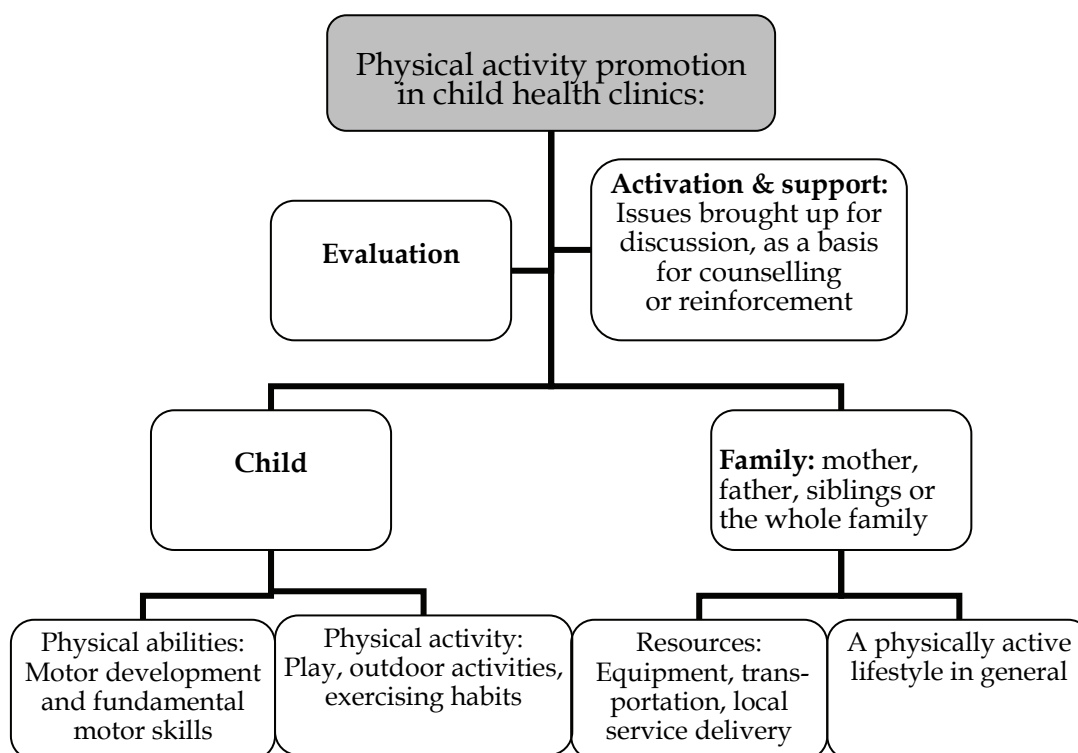 Physical activity promotion
in child health clinics:
Evaluation
Activation & support:
Issues brought up for
discussion, as a basis
for counselling
or reinforcement
Child
Family: mother,
father, siblings or
the whole family
Physical abilities:
Motor development
and fundamental
motor skills
Physical activity:
Play, outdoor activities,
exercising habits
Resources:
Equipment, trans-
portation, local
service delivery
A physically active
lifestyle in general